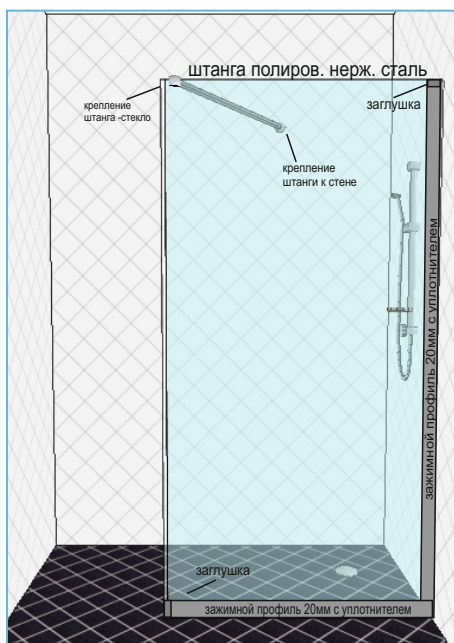 штанга полиров. нерж. сталь
крепление
штанга -стекло
заглушка
крепление
штанги к стене
зажимной профиль 20мм с уплотнителем
заглушка
зажимной профиль 20мм с уплотнителем